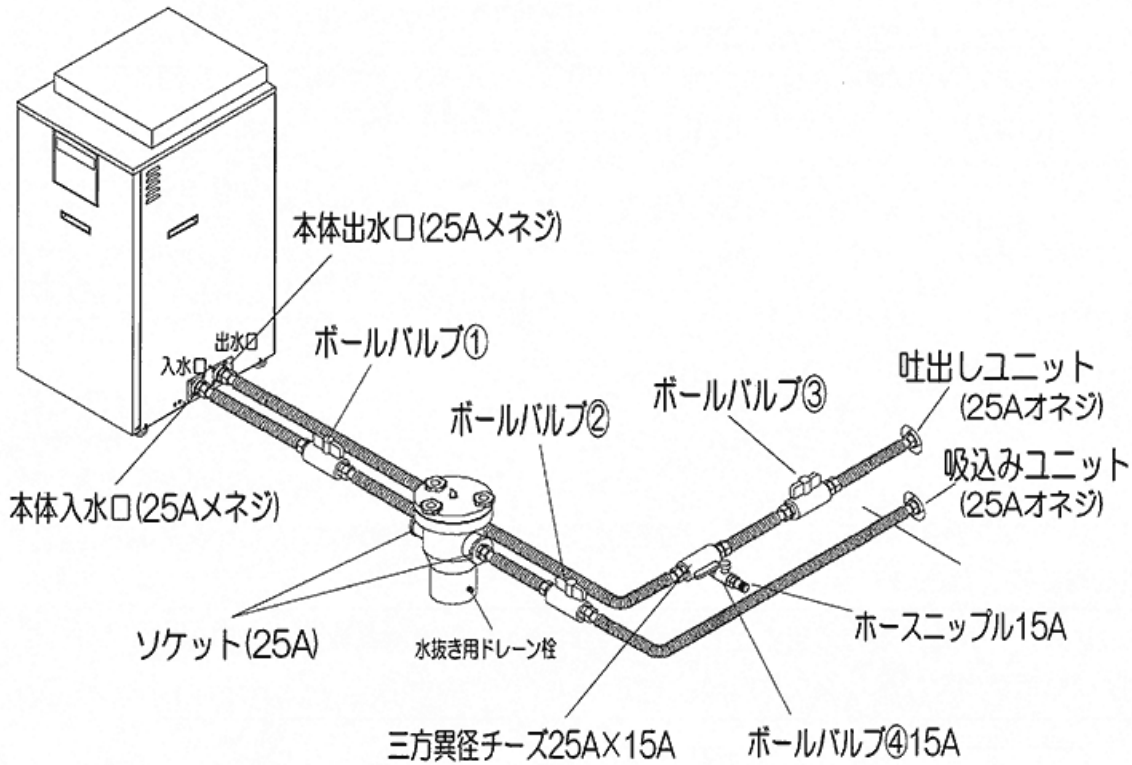 本体出水口(25Aメネジ)
出水口
入水口
ボールバルブ①
ボールバルブ②
ボールバルブ③
吐出しユニット
(25Aオネジ)
吸込みユニット
(25Aオネジ)
本体入水口(25Aメネジ)
ソケット(25A)
水抜き用ドレーン栓
ホースニップル15A
三方異径チーズ25A×15A
ボールバルブ④15A